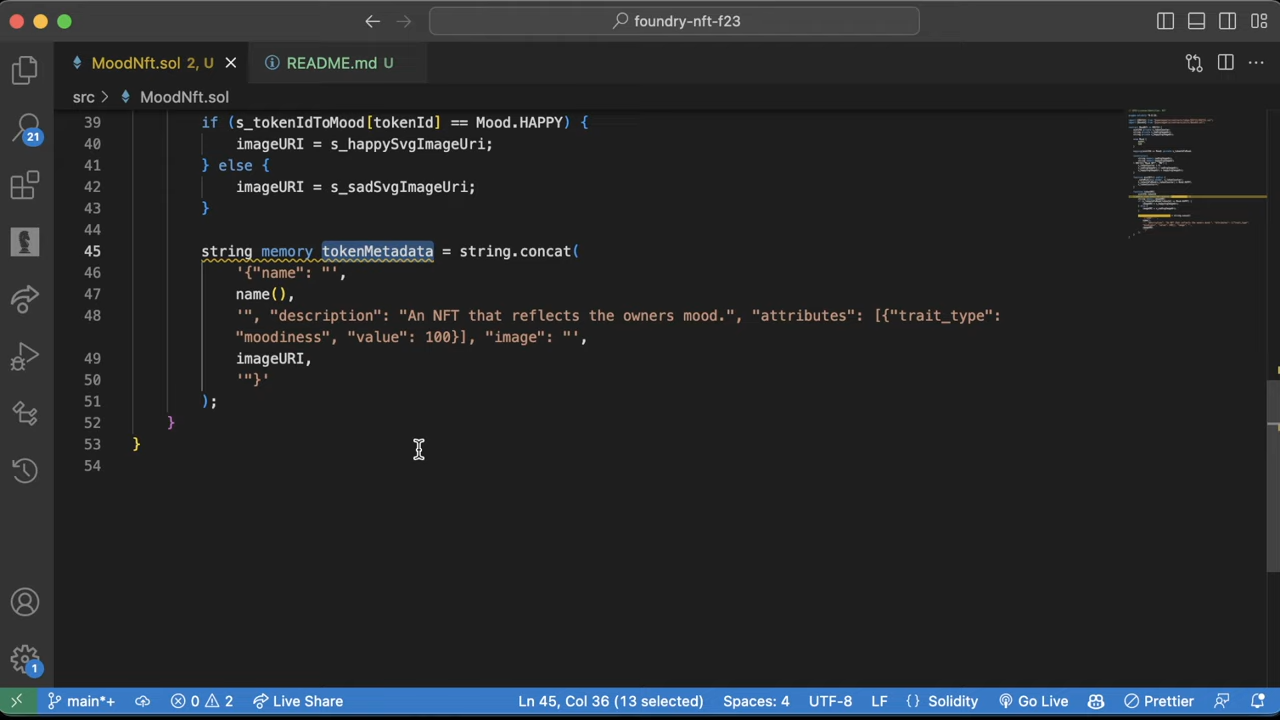 foundry-nft-f23
MoodNft.sol 2, U
README.md U
src > MoodNft.sol
21
39 if (s_tokenIdToMood[tokenId] == Mood.HAPPY) {
40 imageURI = s_happySvgImageUri;
41 } else {
42 imageURI = s_sadSvgImageUri;
43 }
44
45 string memory tokenMetadata = string.concat(
46 '{"name": "',
47 name(),
48 '", "description": "An NFT that reflects the owners mood.", "attributes": [{"trait_type":
"moodiness", "value": 100}], "image": "',
49 imageURI,
50 '"}'
51 );
52 }
53 }
54
1
main*+ 0 2 Live Share Ln 45, Col 36 (13 selected) Spaces: 4 UTF-8 LF {} Solidity Go Live Prettier